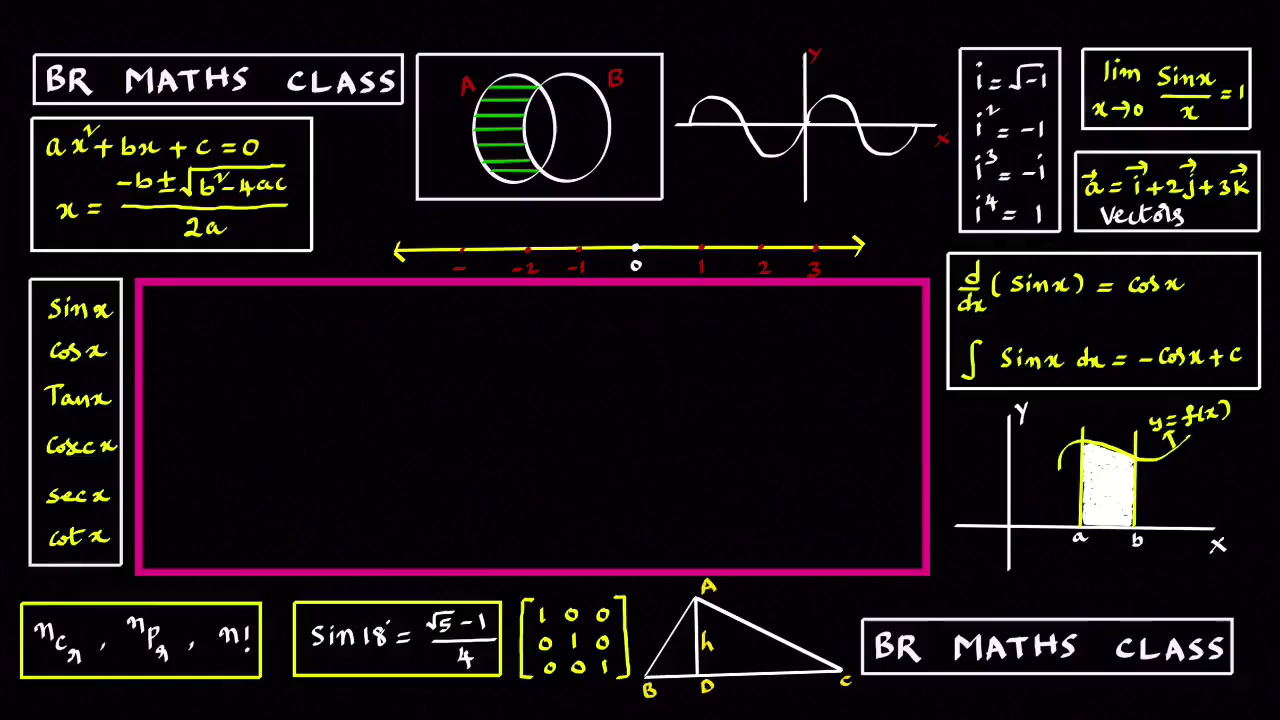 BR MATHS CLASS
ax² + bx + c = 0
x = (-b ± √(b² - 4ac)) / 2a
A B
Y
X
i = √-1
i² = -1
i³ = -i
i⁴ = 1
lim x→0 Sinx/x = 1
a⃗ = i⃗ + 2j⃗ + 3k⃗
Vectors
- -2 -1 0 1 2 3
Sinx
Cosx
Tanx
Cosecx
secx
cotx
d/dx (Sinx) = Cosx
∫ Sinx dx = -Cosx + C
Y
y = f(x)
a b
X
ⁿCᵣ , ⁿPᵣ , n!
Sin18° = (√5 - 1)/4
1 0 0
0 1 0
0 0 1
A
h
B D C
BR MATHS CLASS